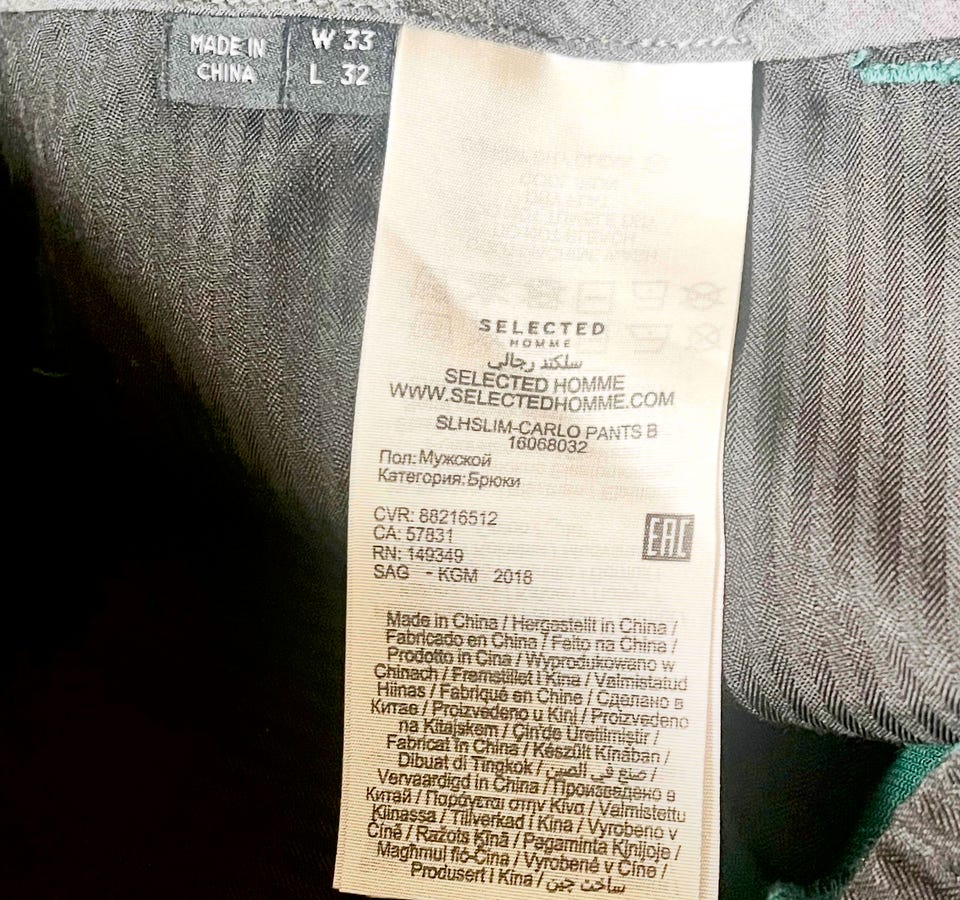 MADE IN
CHINA
W 33
L 32
SELECTED
HOMME
سلكتد رجالي
SELECTED HOMME
WWW.SELECTEDHOMME.COM
SLHSLIM-CARLO PANTS B
16068032
Пол: Мужской
Категория: Брюки
CVR: 88216512
CA: 57831
RN: 149349
SAG - KGM 2018
EAC
Made in China / Hergestellt in China /
Fabricado en China / Feito na China /
Prodotto in Cina / Wyprodukowano w
Chinach / Fremstillet i Kina / Valmistatud
Hiinas / Fabriqué en Chine / Сделано в
Китае / Proizvedeno u Kini / Proizvedeno
na Kitajskem / Çin'de Üretilmiştir /
Fabricat în China / Készült Kínában /
Dibuat di Tingkok / صنع في الصين /
Vervaardigd in China / Произведено в
Китай / Παράγεται στην Κίνα / Valmistettu
Kiinassa / Tillverkad i Kina / Vyrobeno v
Číně / Ražots Ķīnā / Pagaminta Kinijoje /
Magħmul fiċ-Ċina / Vyrobené v Číne /
Produsert i Kina / ساخت چین